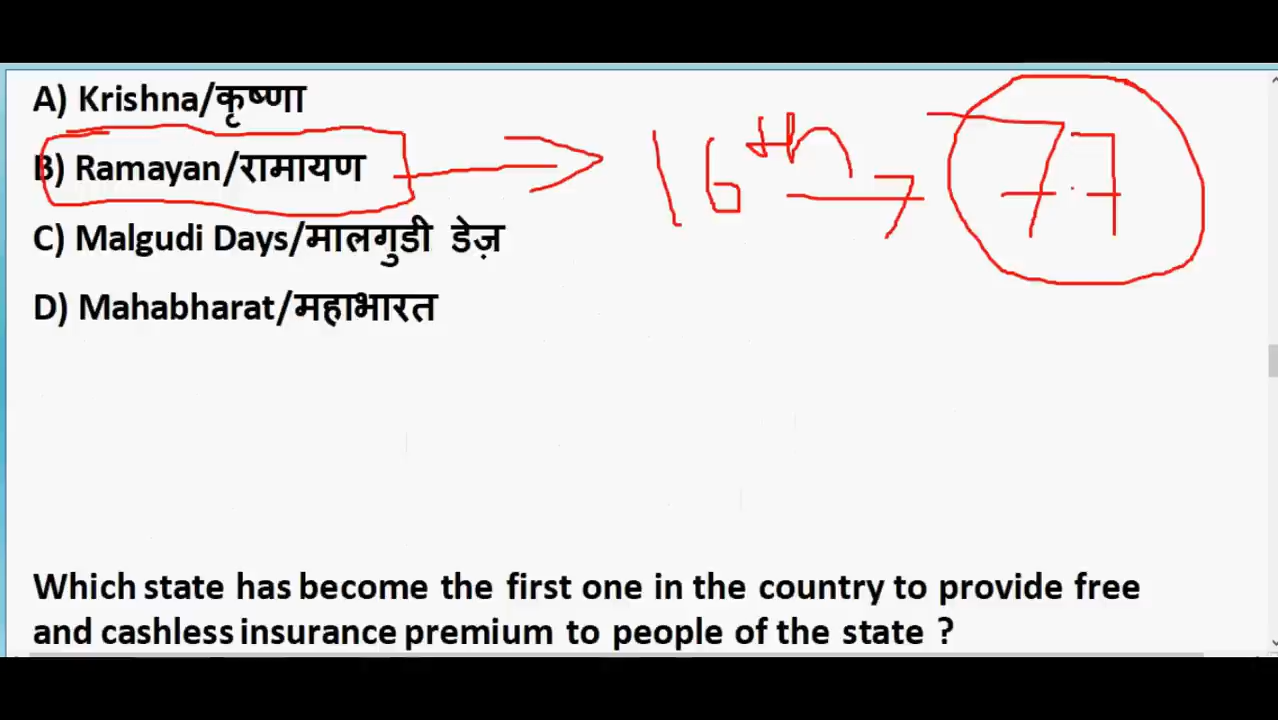 A) Krishna/कृष्णा
B) Ramayan/रामायण
16th 7 77
C) Malgudi Days/मालगुडी डेज़
D) Mahabharat/महाभारत
Which state has become the first one in the country to provide free
and cashless insurance premium to people of the state ?